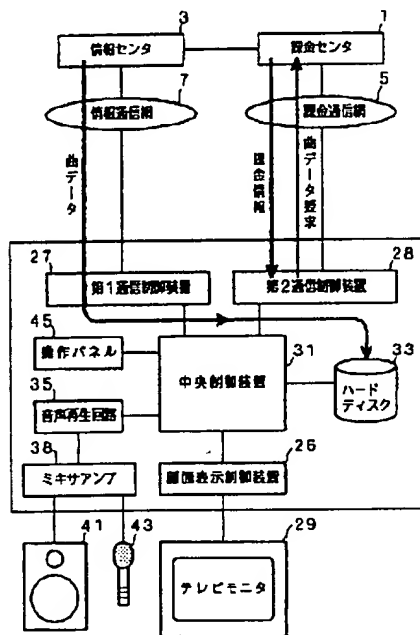 3
1
情報センタ
課金センタ
7
5
情報通信網
課金通信網
曲データ
課金情報
曲データ要求
27
28
第1通信制御装置
第2通信制御装置
45
操作パネル
31
33
中央制御装置
ハード
ディスク
35
音声再生回路
38
26
ミキサアンプ
画面表示制御装置
41
43
29
テレビモニタ